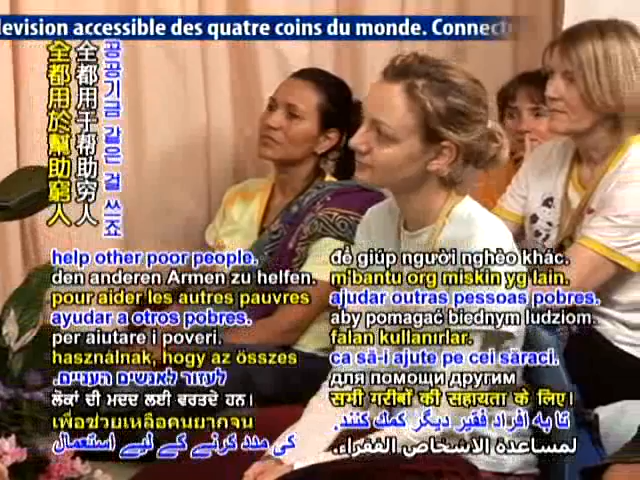 levision accessible des quatre coins du monde. Connect
全都用於幫助窮人
全都用于帮助穷人
공공기금 같은 걸 쓰죠
help other poor people.
den anderen Armen zu helfen.
pour aider les autres pauvres
ayudar a otros pobres.
per aiutare i poveri.
használnak, hogy az összes
לעזור לאנשים העניים.
ਲੋਕਾਂ ਦੀ ਮਦਦ ਲਈ ਵਰਤਦੇ ਹਨ।
เพื่อช่วยเหลือคนยากจน
کی مدد کرنے کے لیے استعمال
để giúp người nghèo khác.
m'bantu org miskin yg lain.
ajudar outras pessoas pobres.
aby pomagać biednym ludziom.
falan kullanırlar.
ca să-i ajute pe cei săraci.
для помощи другим
सभी गरीबों की सहायता के लिए।
تا به افراد فقیر دیگر کمک کنند.
لمساعدة الأشخاص الفقراء.